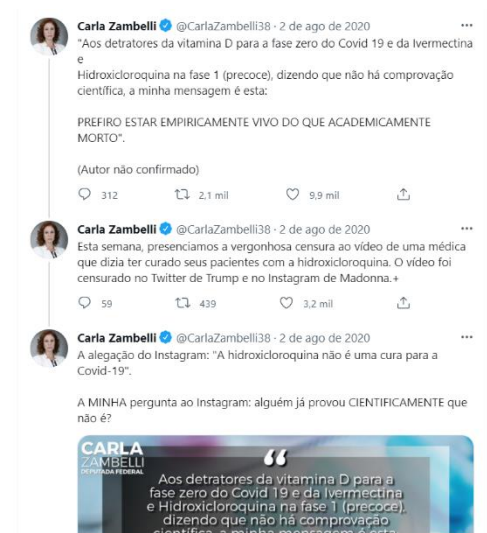 Carla Zambelli @CarlaZambelli38 · 2 de ago de 2020 ···
"Aos detratores da vitamina D para a fase zero do Covid 19 e da Ivermectina
e
Hidroxicloroquina na fase 1 (precoce), dizendo que não há comprovação
científica, a minha mensagem é esta:
PREFIRO ESTAR EMPIRICAMENTE VIVO DO QUE ACADEMICAMENTE
MORTO".
(Autor não confirmado)
312 2,1 mil 9,9 mil
Carla Zambelli @CarlaZambelli38 · 2 de ago de 2020 ···
Esta semana, presenciamos a vergonhosa censura ao vídeo de uma médica
que dizia ter curado seus pacientes com a hidroxicloroquina. O vídeo foi
censurado no Twitter de Trump e no Instagram de Madonna.+
59 439 3,2 mil
Carla Zambelli @CarlaZambelli38 · 2 de ago de 2020 ···
A alegação do Instagram: "A hidroxicloroquina não é uma cura para a
Covid-19".
A MINHA pergunta ao Instagram: alguém já provou CIENTIFICAMENTE que
não é?
CARLA
ZAMBELLI
DEPUTADA FEDERAL
“
Aos detratores da vitamina D para a
fase zero do Covid 19 e da Ivermectina
e Hidroxicloroquina na fase 1 (precoce),
dizendo que não há comprovação
científica, a minha mensagem é esta: